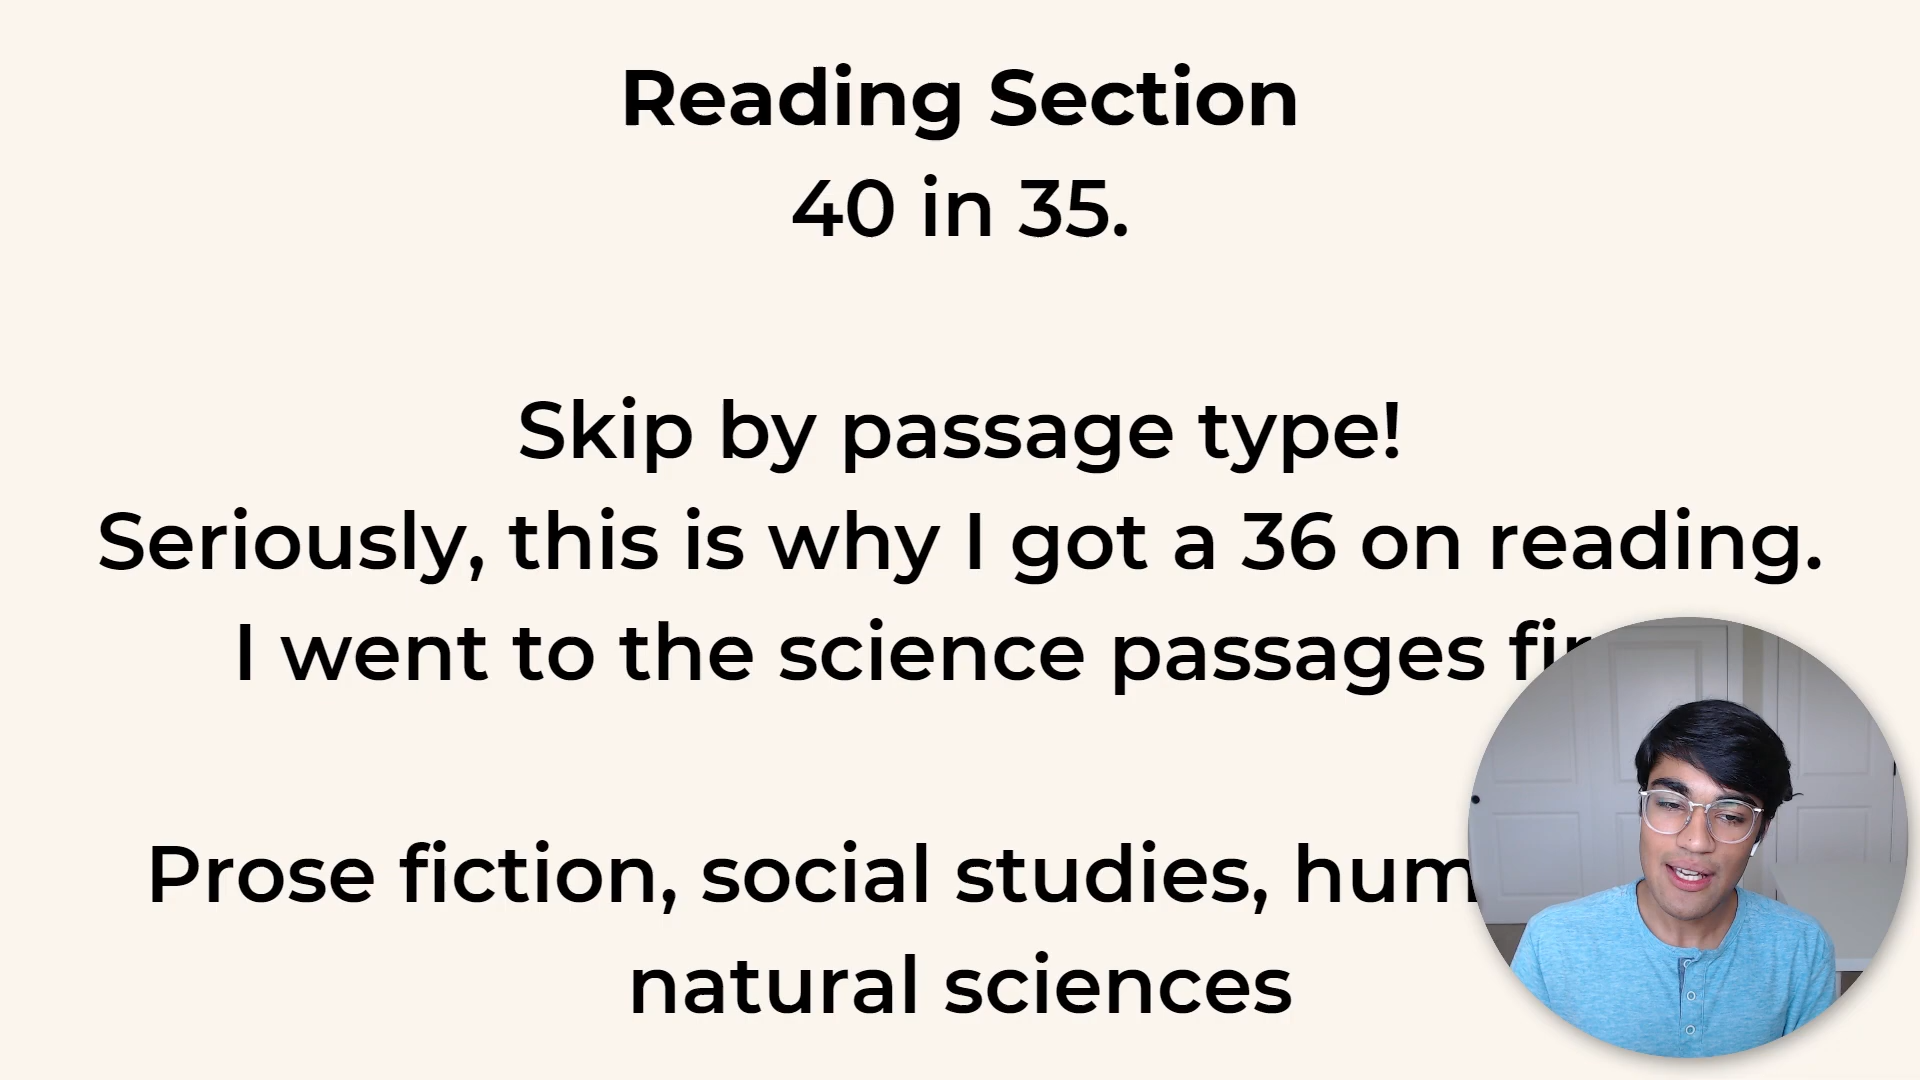 Reading Section
40 in 35.
Skip by passage type!
Seriously, this is why I got a 36 on reading.
I went to the science passages
Prose fiction, social studies,
natural sciences